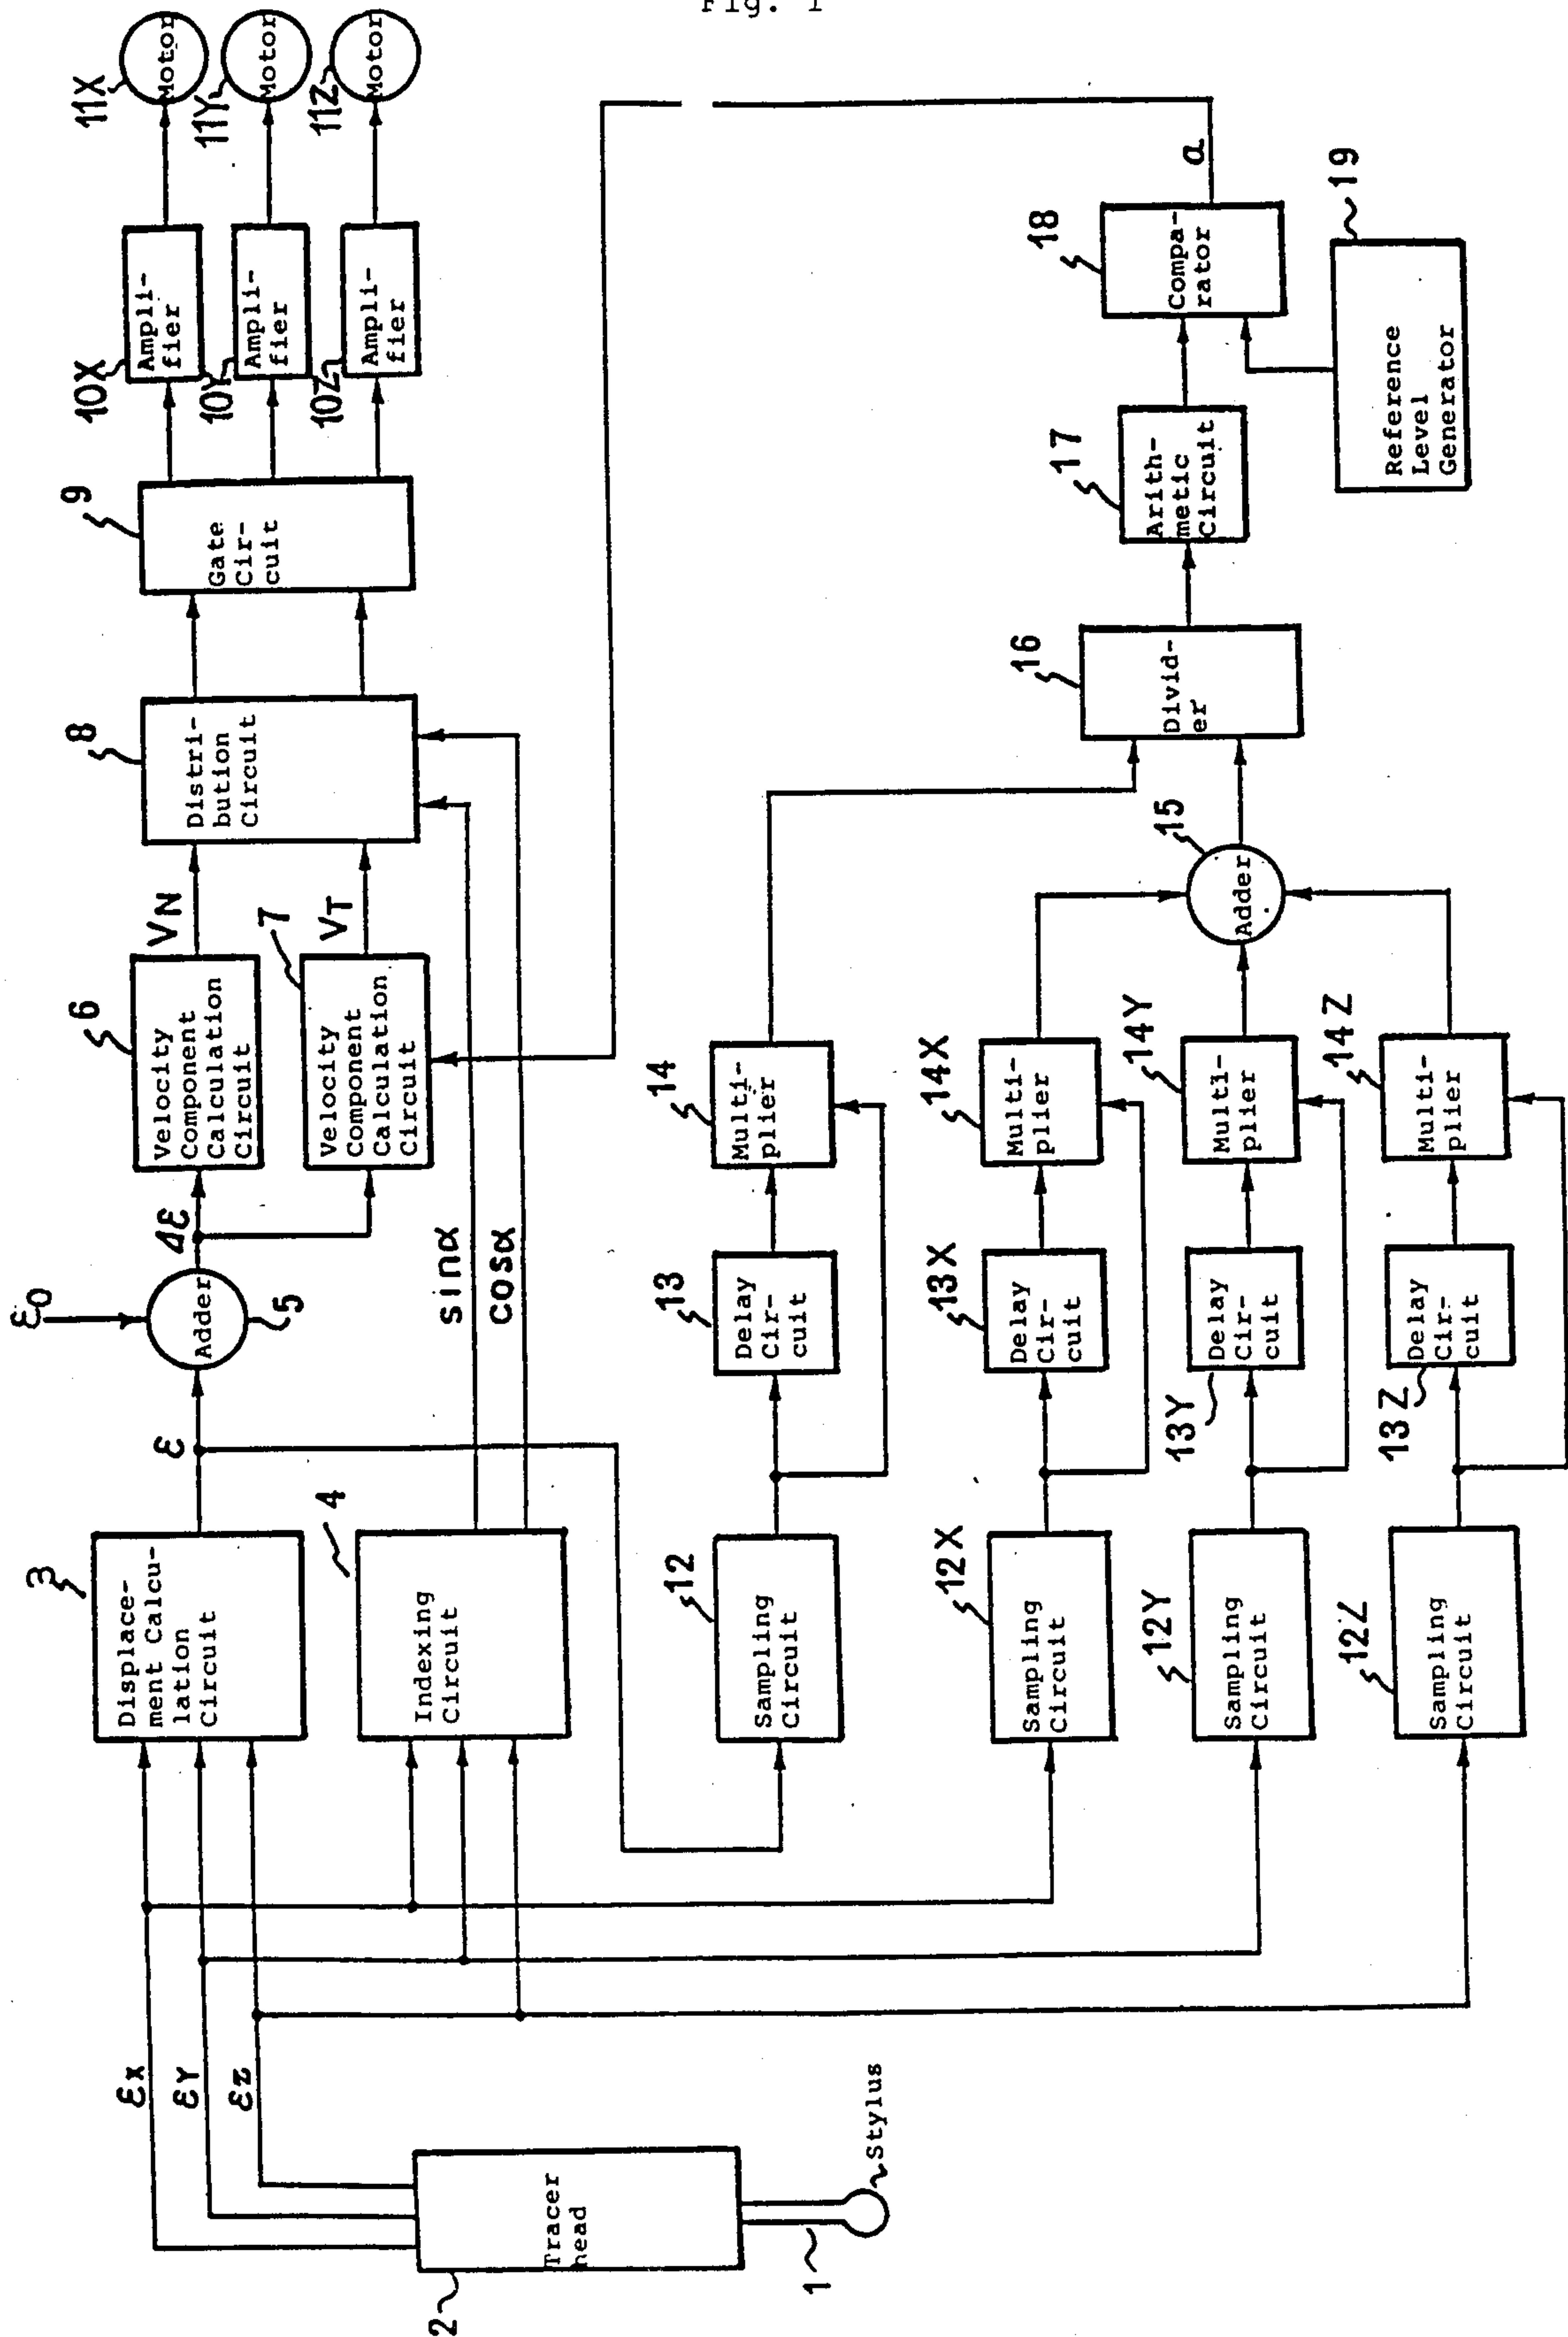 Fig. 1
11X
Motor
11Y
Motor
11Z
Motor
10X
Ampli-
fier
10Y
Ampli-
fier
10Z
Ampli-
fier
9
Gate
Cir-
cuit
8
Distri-
bution
Circuit
VN
VT
6
Velocity
Component
Calculation
Circuit
7
Velocity
Component
Calculation
Circuit
Δε
ε0
Adder
5
sinα
cosα
ε
3
Displace-
ment Calcu-
lation
Circuit
4
Indexing
Circuit
εx
εY
εz
2
Tracer
head
1
Stylus
12
Sampling
Circuit
13
Delay
Cir-
cuit
14
Multi-
plier
12X
Sampling
Circuit
13X
Delay
Cir-
cuit
14X
Multi-
plier
12Y
Sampling
Circuit
13Y
Delay
Cir-
cuit
14Y
Multi-
plier
12Z
Sampling
Circuit
13Z
Delay
Cir-
cuit
14Z
Multi-
plier
15
Adder
16
Divid-
er
17
Arith-
metic
Circuit
18
Compa-
rator
a
19
Reference
Level
Generator